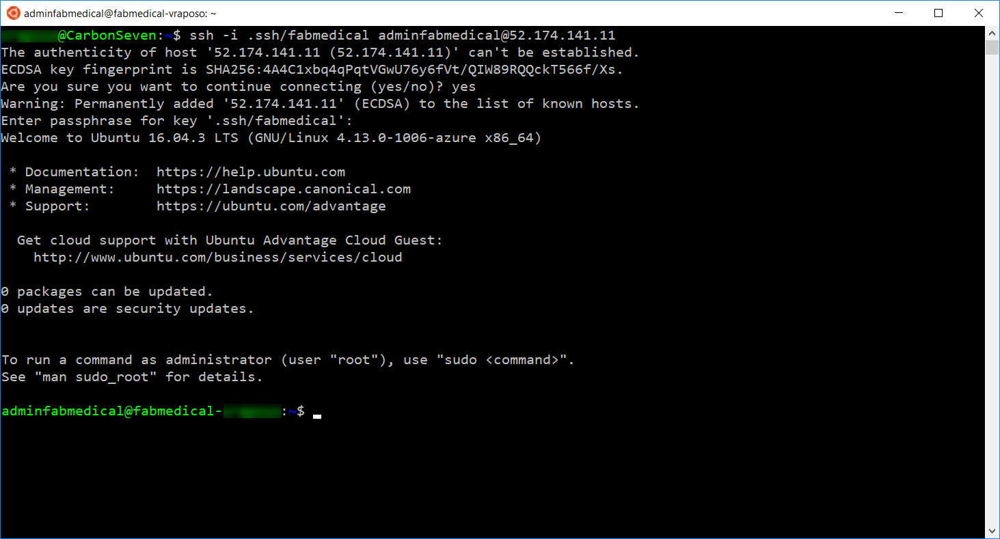 adminfabmedical@fabmedical-vraposo: ~
@CarbonSeven:~$ ssh -i .ssh/fabmedical adminfabmedical@52.174.141.11
The authenticity of host '52.174.141.11 (52.174.141.11)' can't be established.
ECDSA key fingerprint is SHA256:4A4C1xbq4qPqtVGwU76y6fVt/QIW89RQQckT566f/Xs.
Are you sure you want to continue connecting (yes/no)? yes
Warning: Permanently added '52.174.141.11' (ECDSA) to the list of known hosts.
Enter passphrase for key '.ssh/fabmedical':
Welcome to Ubuntu 16.04.3 LTS (GNU/Linux 4.13.0-1006-azure x86_64)
* Documentation:  https://help.ubuntu.com
* Management:     https://landscape.canonical.com
* Support:        https://ubuntu.com/advantage
Get cloud support with Ubuntu Advantage Cloud Guest:
http://www.ubuntu.com/business/services/cloud
0 packages can be updated.
0 updates are security updates.
To run a command as administrator (user "root"), use "sudo <command>".
See "man sudo_root" for details.
adminfabmedical@fabmedical-:~$